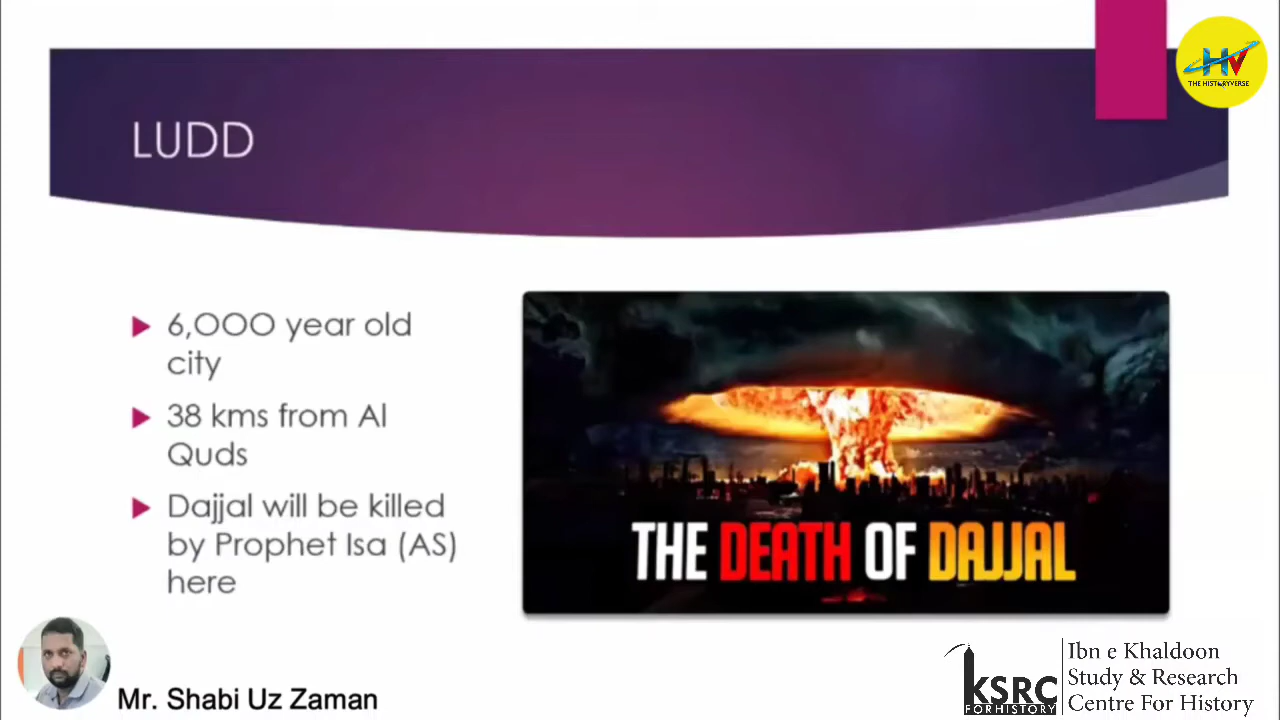 HV
THE HISTORYVERSE
LUDD
6,000 year old
city
38 kms from Al
Quds
Dajjal will be killed
by Prophet Isa (AS)
here
THE DEATH OF DAJJAL
Mr. Shabi Uz Zaman
kSRC
FORHISTORY
Ibn e Khaldoon
Study & Research
Centre For History